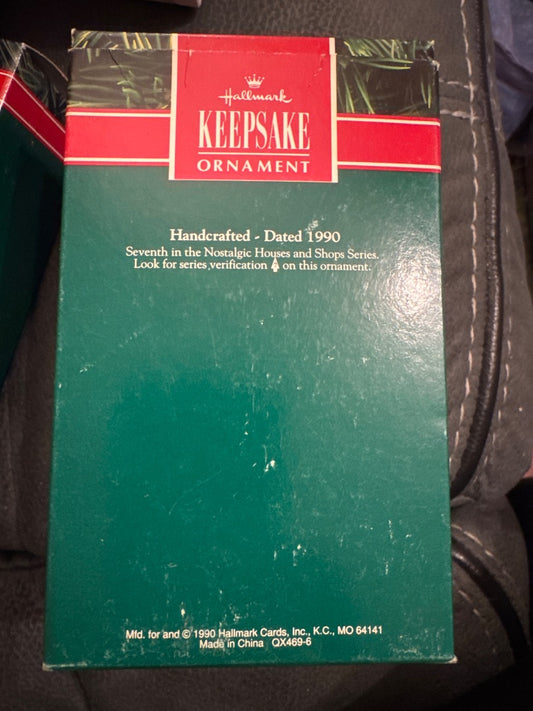 Hallmark
KEEPSAKE
ORNAMENT
Handcrafted - Dated 1990
Seventh in the Nostalgic Houses and Shops Series.
Look for series verification on this ornament.
Mfd. for and © 1990 Hallmark Cards, Inc., K.C., MO 64141
Made in China QX469-6